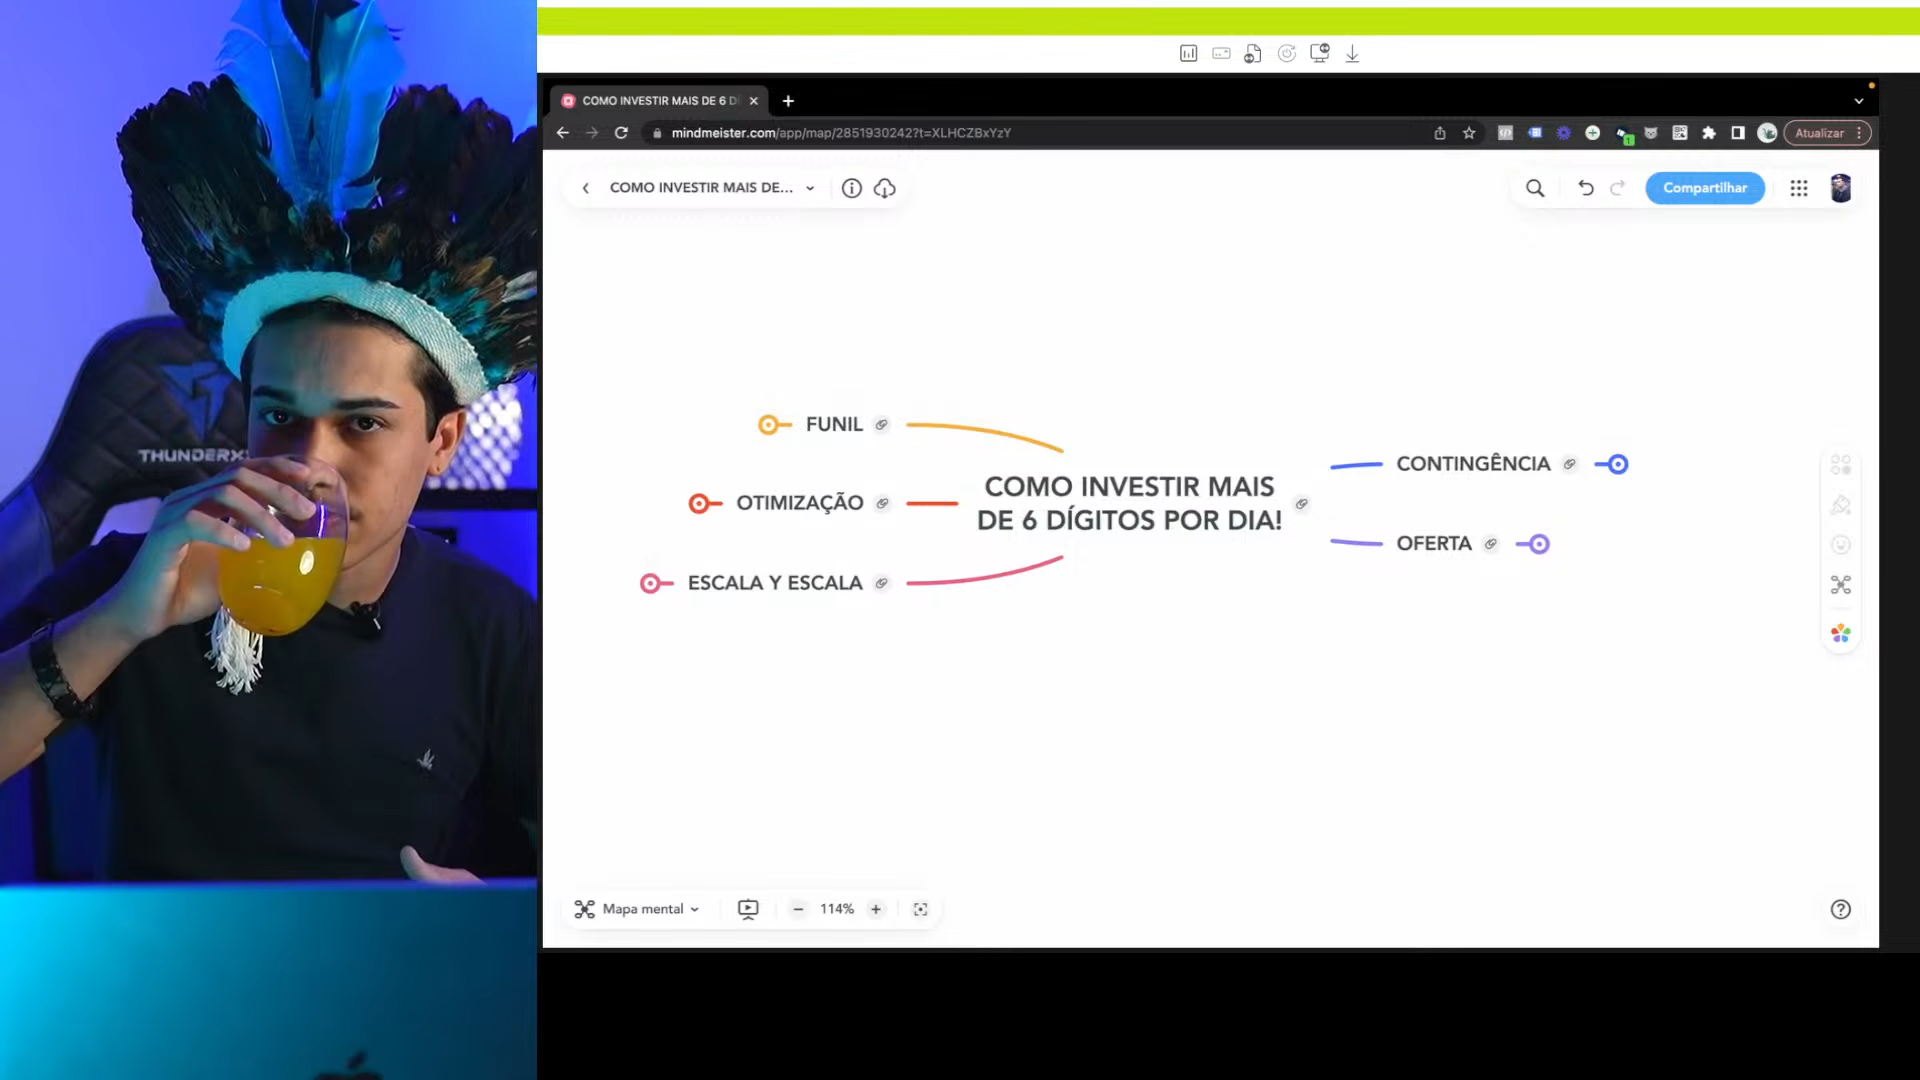 COMO INVESTIR MAIS DE 6 D
mindmeister.com/app/map/2851930242?t=XLHCZBxYzY
Atualizar
COMO INVESTIR MAIS DE...
Compartilhar
THUNDERX
FUNIL
OTIMIZAÇÃO
ESCALA Y ESCALA
COMO INVESTIR MAIS
DE 6 DÍGITOS POR DIA!
CONTINGÊNCIA
OFERTA
Mapa mental
114%